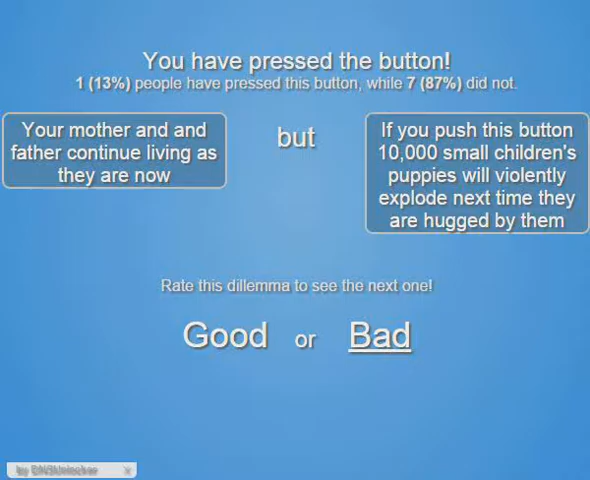 You have pressed the button!
1 (13%) people have pressed this button, while 7 (87%) did not.
Your mother and and
father continue living as
they are now
but
If you push this button
10,000 small children's
puppies will violently
explode next time they
are hugged by them
Rate this dillemma to see the next one!
Good or Bad
by DNSUnlocker x